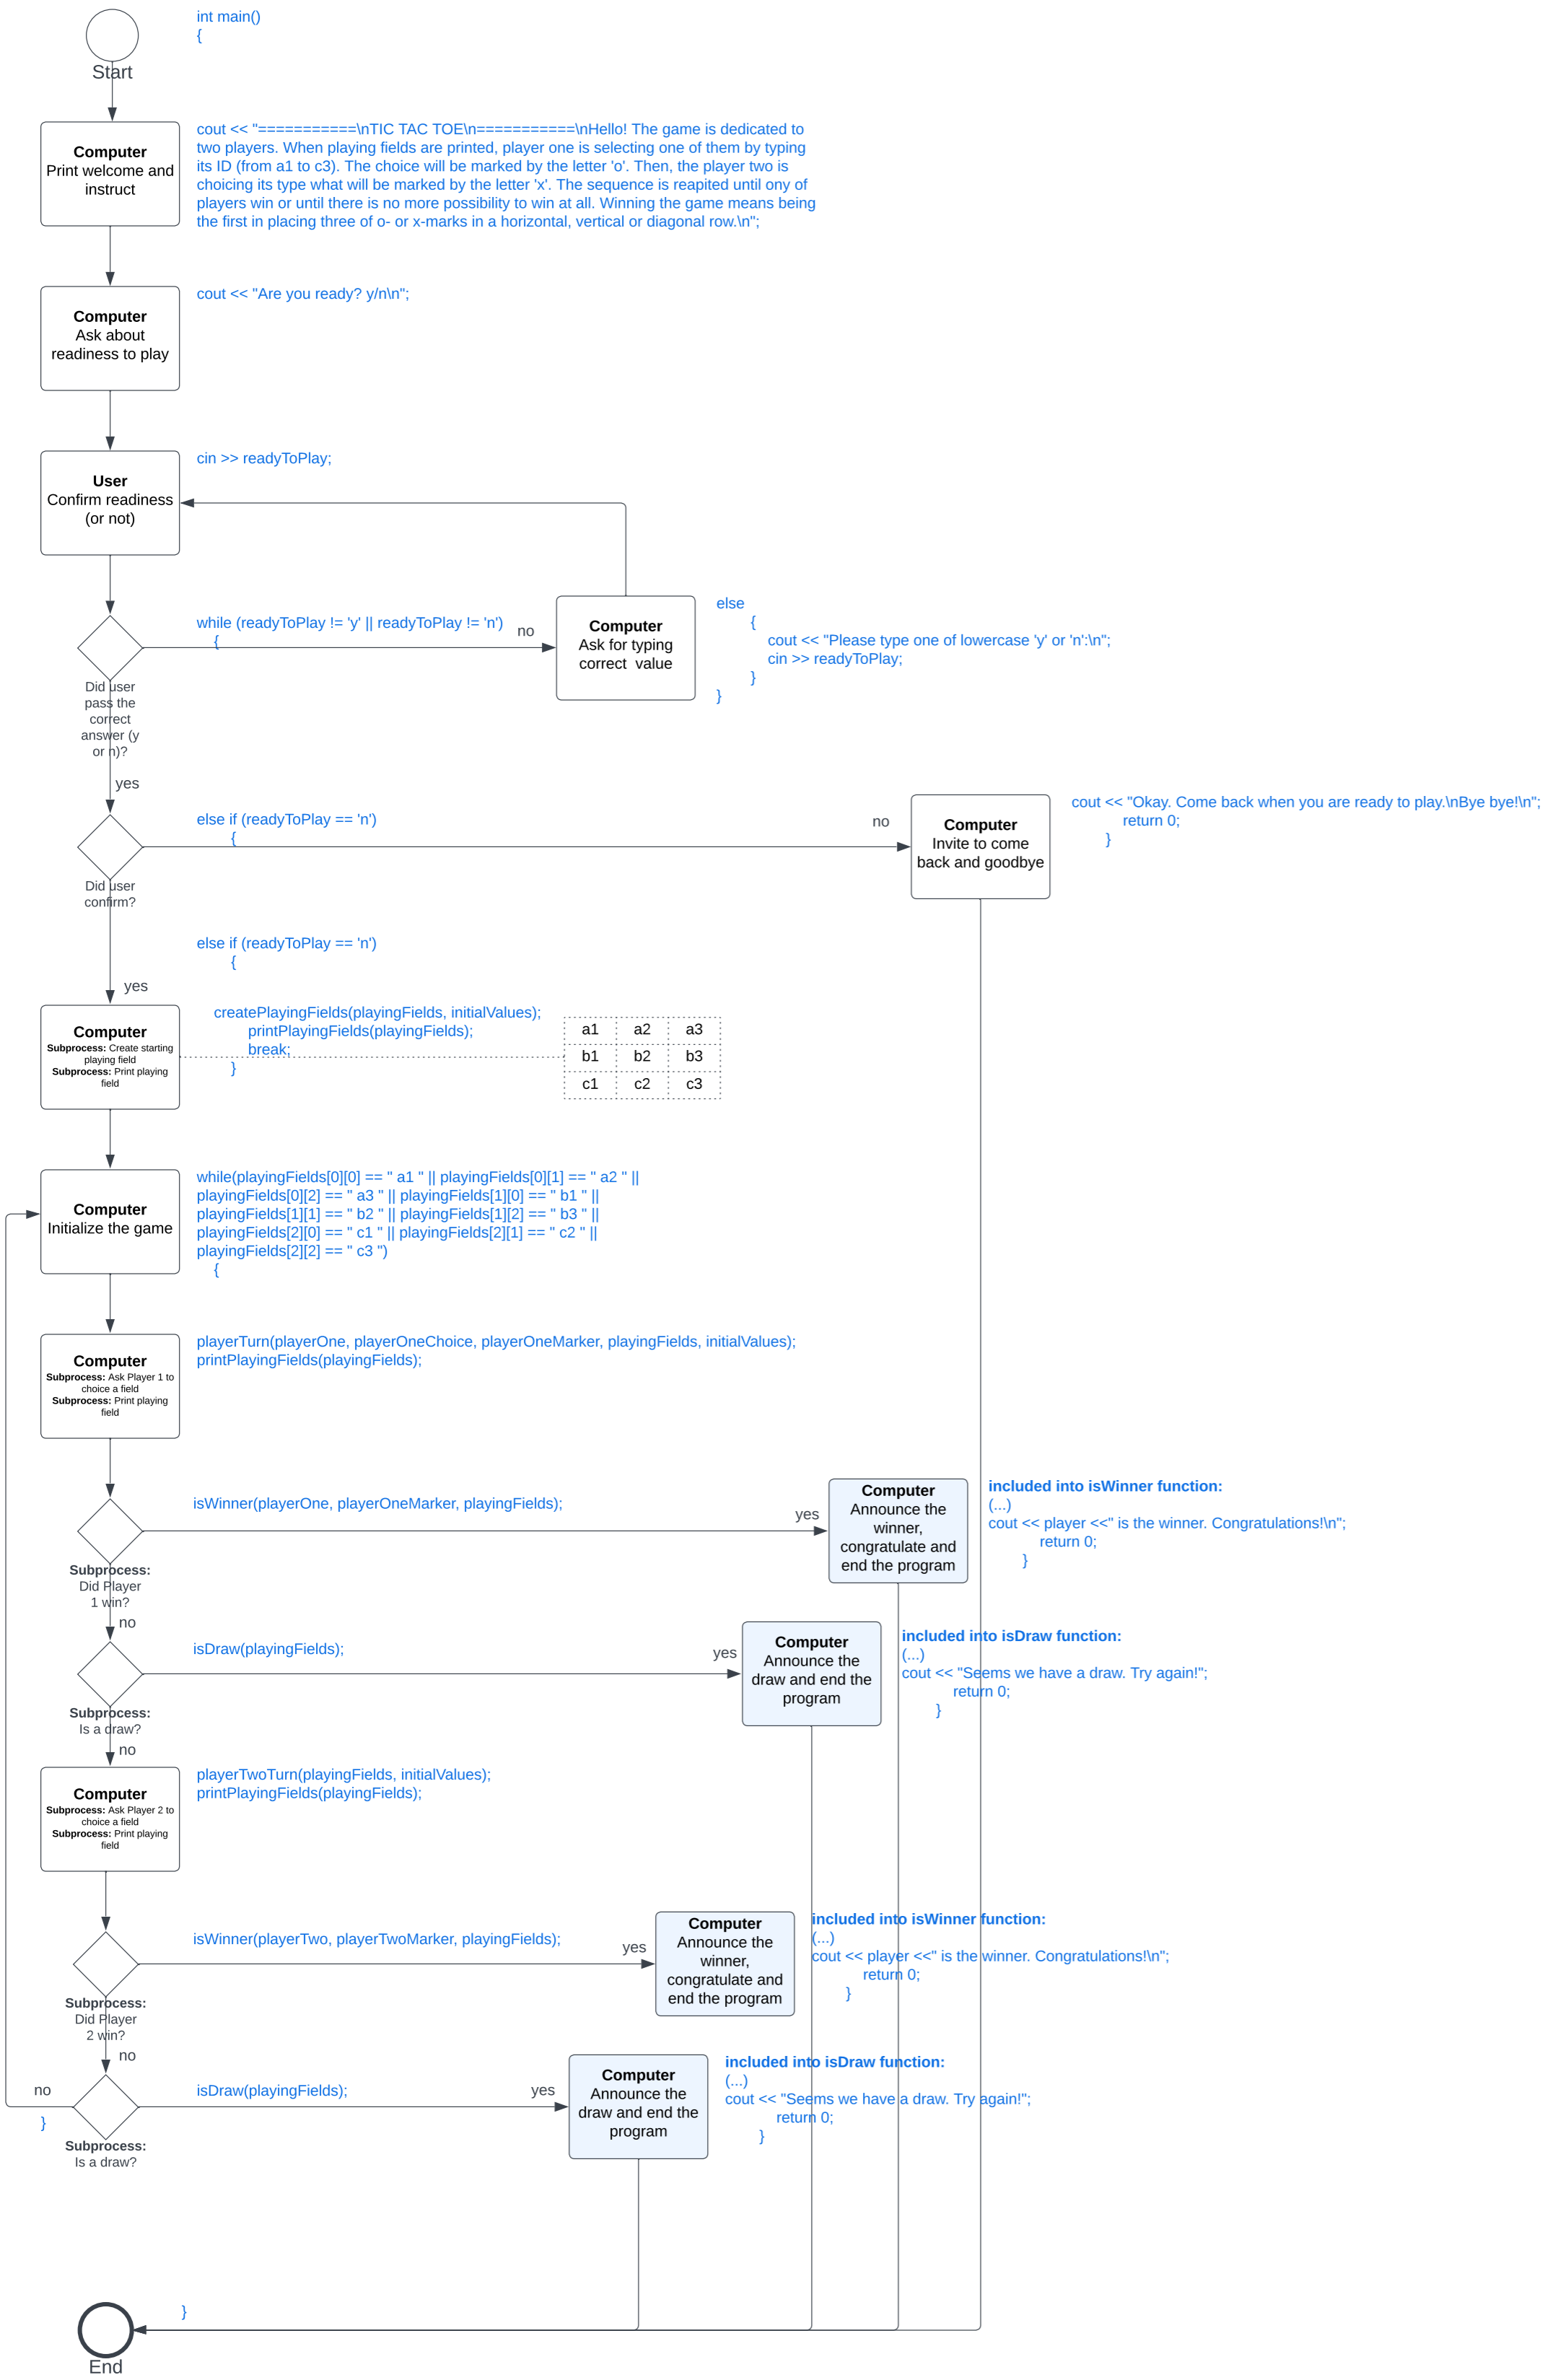 int main()
{
Start
Computer
Print welcome and
instruct
cout << "===========\nTIC TAC TOE\n===========\nHello! The game is dedicated to
two players. When playing fields are printed, player one is selecting one of them by typing
its ID (from a1 to c3). The choice will be marked by the letter 'o'. Then, the player two is
choicing its type what will be marked by the letter 'x'. The sequence is reapited until ony of
players win or until there is no more possibility to win at all. Winning the game means being
the first in placing three of o- or x-marks in a horizontal, vertical or diagonal row.\n";
Computer
Ask about
readiness to play
cout << "Are you ready? y/n\n";
User
Confirm readiness
(or not)
cin >> readyToPlay;
Did user
pass the
correct
answer (y
or n)?
while (readyToPlay != 'y' || readyToPlay != 'n')
{
no
Computer
Ask for typing
correct  value
else
{
cout << "Please type one of lowercase 'y' or 'n':\n";
cin >> readyToPlay;
}
}
yes
Did user
confirm?
else if (readyToPlay == 'n')
{
no
Computer
Invite to come
back and goodbye
cout << "Okay. Come back when you are ready to play.\nBye bye!\n";
return 0;
}
else if (readyToPlay == 'n')
{
yes
Computer
Subprocess: Create starting
playing field
Subprocess: Print playing
field
createPlayingFields(playingFields, initialValues);
printPlayingFields(playingFields);
break;
}
a1 a2 a3
b1 b2 b3
c1 c2 c3
Computer
Initialize the game
while(playingFields[0][0] == " a1 " || playingFields[0][1] == " a2 " ||
playingFields[0][2] == " a3 " || playingFields[1][0] == " b1 " ||
playingFields[1][1] == " b2 " || playingFields[1][2] == " b3 " ||
playingFields[2][0] == " c1 " || playingFields[2][1] == " c2 " ||
playingFields[2][2] == " c3 ")
{
Computer
Subprocess: Ask Player 1 to
choice a field
Subprocess: Print playing
field
playerTurn(playerOne, playerOneChoice, playerOneMarker, playingFields, initialValues);
printPlayingFields(playingFields);
Subprocess:
Did Player
1 win?
isWinner(playerOne, playerOneMarker, playingFields);
yes
Computer
Announce the
winner,
congratulate and
end the program
included into isWinner function:
(...)
cout << player <<" is the winner. Congratulations!\n";
return 0;
}
no
Subprocess:
Is a draw?
isDraw(playingFields);
yes
Computer
Announce the
draw and end the
program
included into isDraw function:
(...)
cout << "Seems we have a draw. Try again!";
return 0;
}
no
Computer
Subprocess: Ask Player 2 to
choice a field
Subprocess: Print playing
field
playerTwoTurn(playingFields, initialValues);
printPlayingFields(playingFields);
Subprocess:
Did Player
2 win?
isWinner(playerTwo, playerTwoMarker, playingFields);
yes
Computer
Announce the
winner,
congratulate and
end the program
included into isWinner function:
(...)
cout << player <<" is the winner. Congratulations!\n";
return 0;
}
no
no
}
Subprocess:
Is a draw?
isDraw(playingFields);
yes
Computer
Announce the
draw and end the
program
included into isDraw function:
(...)
cout << "Seems we have a draw. Try again!";
return 0;
}
}
End